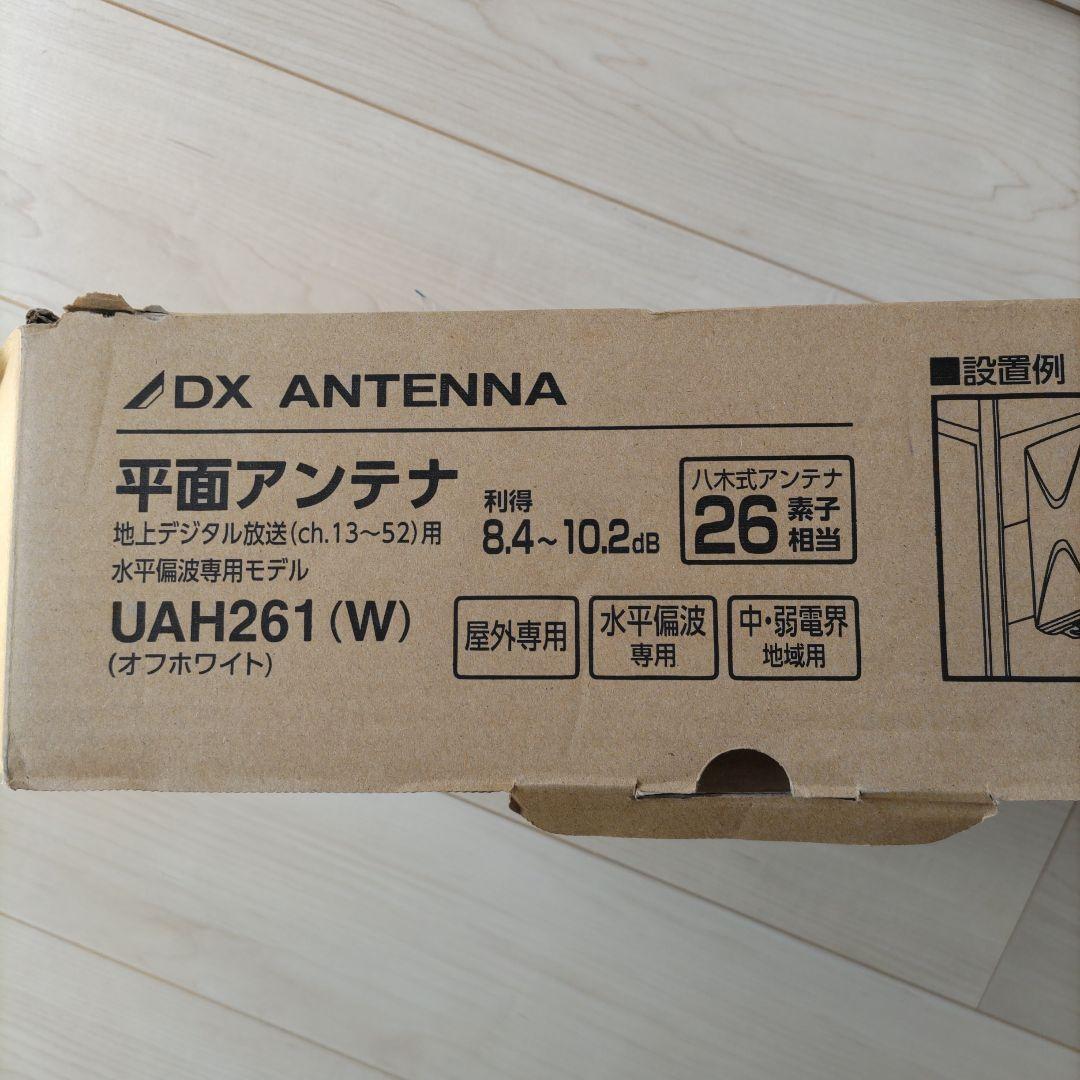 DX ANTENNA
平面アンテナ
地上デジタル放送(ch.13～52)用
水平偏波専用モデル
UAH261(W)
(オフホワイト)
利得
8.4～10.2dB
八木式アンテナ
26素子
相当
屋外専用
水平偏波
専用
中・弱電界
地域用
■設置例